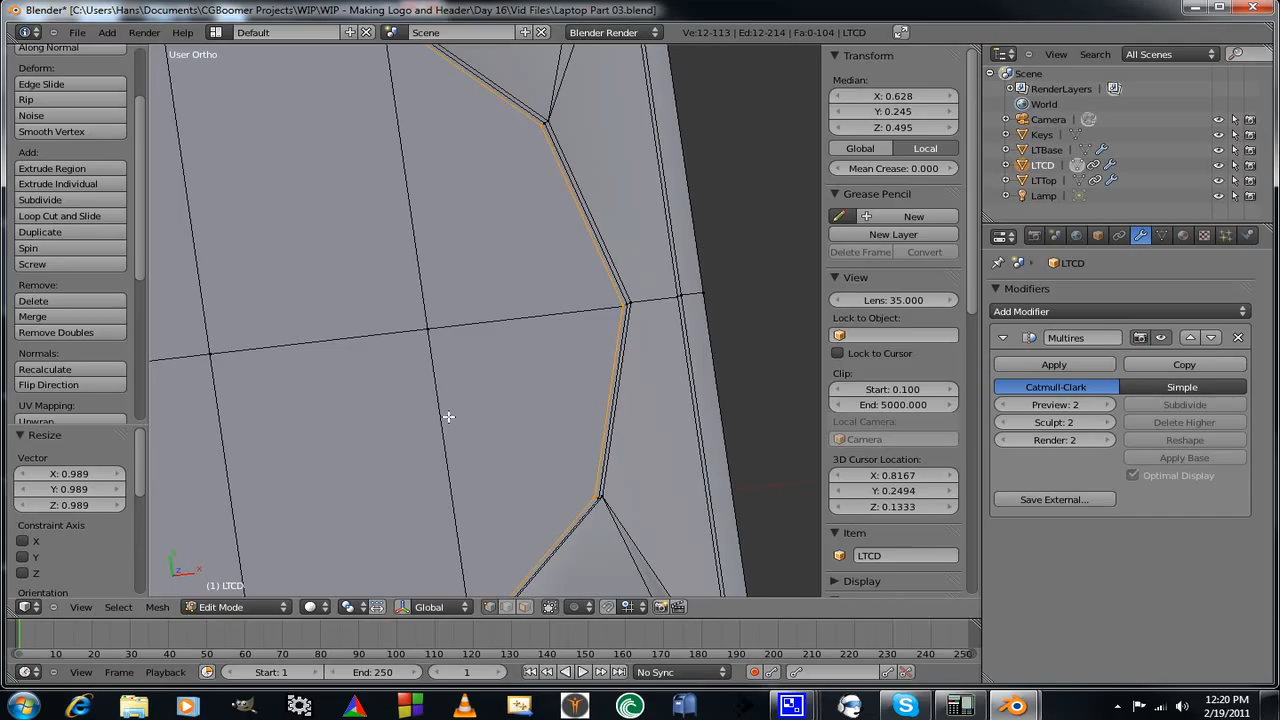 Blender* [C:\Users\Hans\Documents\CGBoomer Projects\WIP\WIP - Making Logo and Header\Day 16\Vid Files\Laptop Part 03.blend]
File Add Render Help Default Scene Blender Render Ve:12-113 | Ed:12-214 | Fa:0-104 | LTCD
View Search All Scenes
Along Normal
Deform:
Edge Slide
Rip
Noise
Smooth Vertex
Add:
Extrude Region
Extrude Individual
Subdivide
Loop Cut and Slide
Duplicate
Spin
Screw
Remove:
Delete
Merge
Remove Doubles
Normals:
Recalculate
Flip Direction
UV Mapping:
Unwrap
Resize
Vector
X: 0.989
Y: 0.989
Z: 0.989
Constraint Axis
X
Y
Z
Orientation
User Ortho
z
x
(1) LTCD
Transform
Median:
X: 0.628
Y: 0.245
Z: 0.495
Global Local
Mean Crease: 0.000
Grease Pencil
New
New Layer
Delete Frame Convert
View
Lens: 35.000
Lock to Object:
Lock to Cursor
Clip:
Start: 0.100
End: 5000.000
Local Camera:
Camera
3D Cursor Location:
X: 0.8167
Y: 0.2494
Z: 0.1333
Item
LTCD
Display
Scene
RenderLayers
World
Camera
Keys
LTBase
LTCD
LTTop
Lamp
LTCD
Modifiers
Add Modifier
Multires
Apply Copy
Catmull-Clark Simple
Preview: 2 Subdivide
Sculpt: 2 Delete Higher
Render: 2 Reshape
Apply Base
Optimal Display
Save External...
View Select Mesh Edit Mode Global
0 10 20 30 40 50 60 70 80 90 100 110 120 130 140 150 160 170 180 190 200 210 220 230 240 250
View Frame Playback Start: 1 End: 250 1 No Sync
12:20 PM
2/19/2011